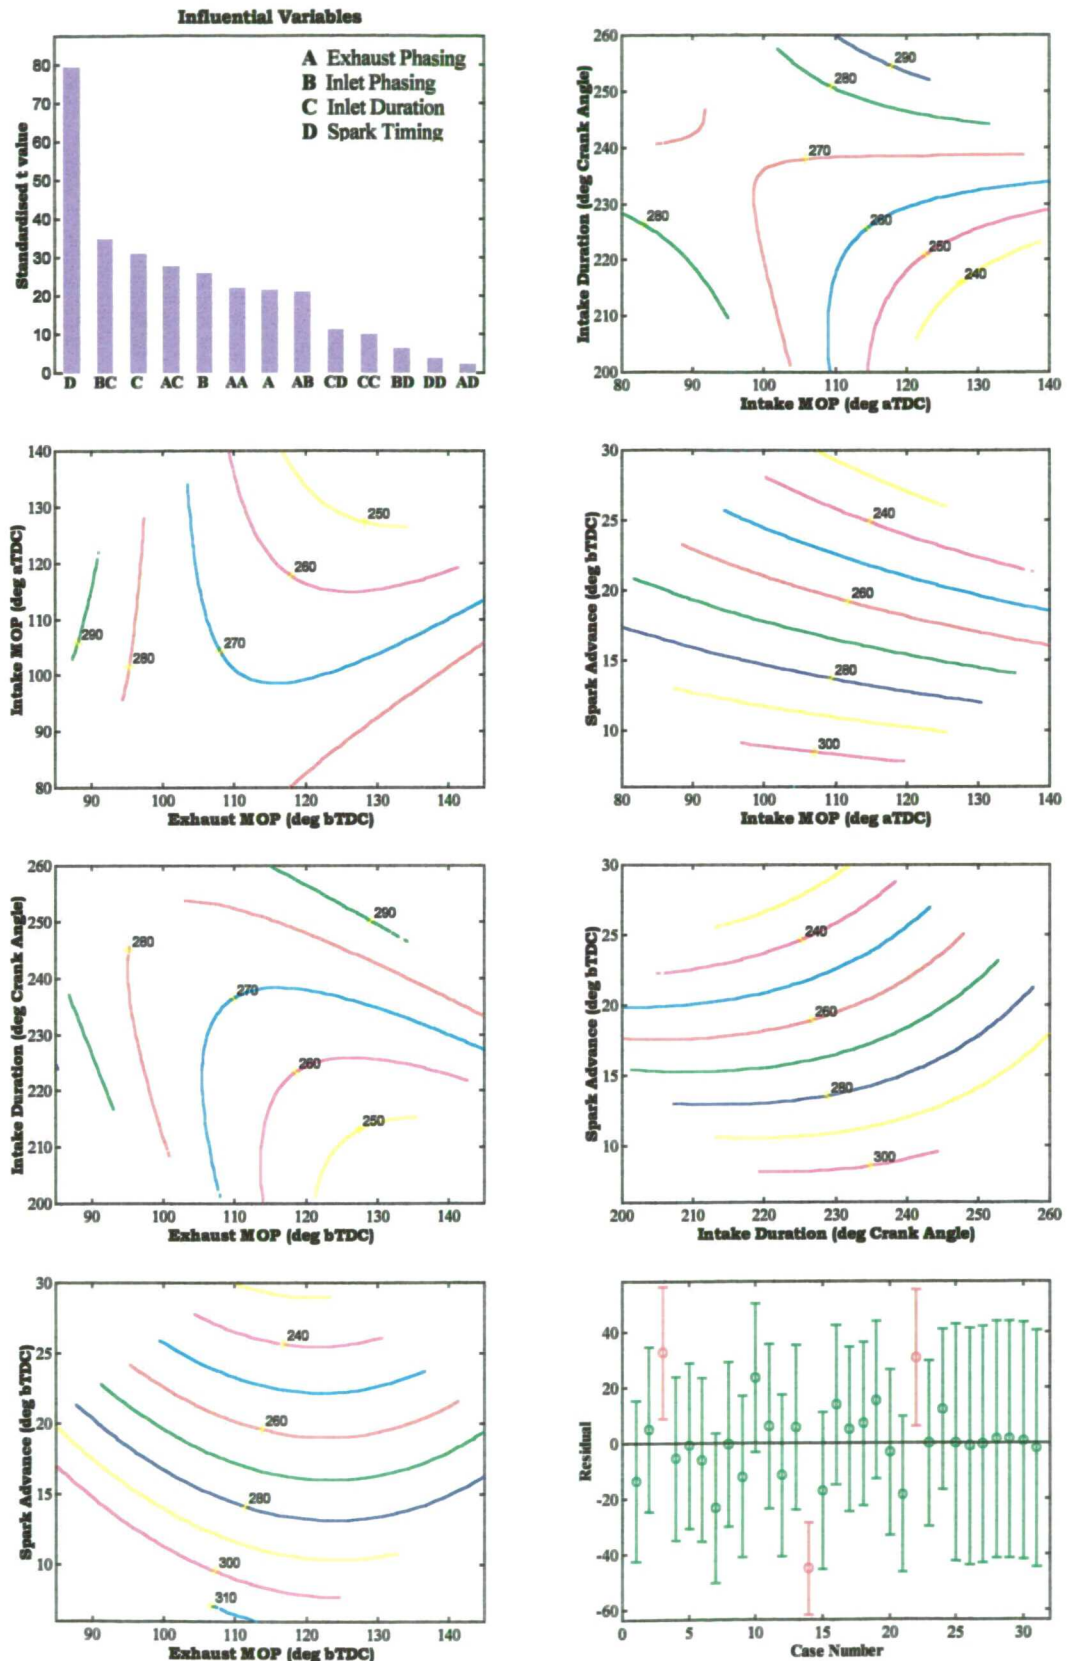 Influential Variables
A Exhaust Phasing
B Inlet Phasing
C Inlet Duration
D Spark Timing
Standardised t value
80
70
60
50
40
30
20
10
0
D BC C AC B AA A AB CD CC BD DD AD
Intake Duration (deg Crank Angle)
260
250
240
230
220
210
200
290
280
270
280
260
250
240
80 90 100 110 120 130 140
Intake MOP (deg aTDC)
Intake MOP (deg aTDC)
140
130
120
110
100
90
80
250
260
290
280
270
90 100 110 120 130 140
Exhaust MOP (deg bTDC)
Spark Advance (deg bTDC)
30
25
20
15
10
240
260
280
300
80 90 100 110 120 130 140
Intake MOP (deg aTDC)
Intake Duration (deg Crank Angle)
260
250
240
230
220
210
200
290
280
270
260
250
90 100 110 120 130 140
Exhaust MOP (deg bTDC)
Spark Advance (deg bTDC)
30
25
20
15
10
240
260
280
300
200 210 220 230 240 250 260
Intake Duration (deg Crank Angle)
Spark Advance (deg bTDC)
30
25
20
15
10
240
260
280
300
310
90 100 110 120 130 140
Exhaust MOP (deg bTDC)
Residual
40
20
0
-20
-40
-60
0 5 10 15 20 25 30
Case Number